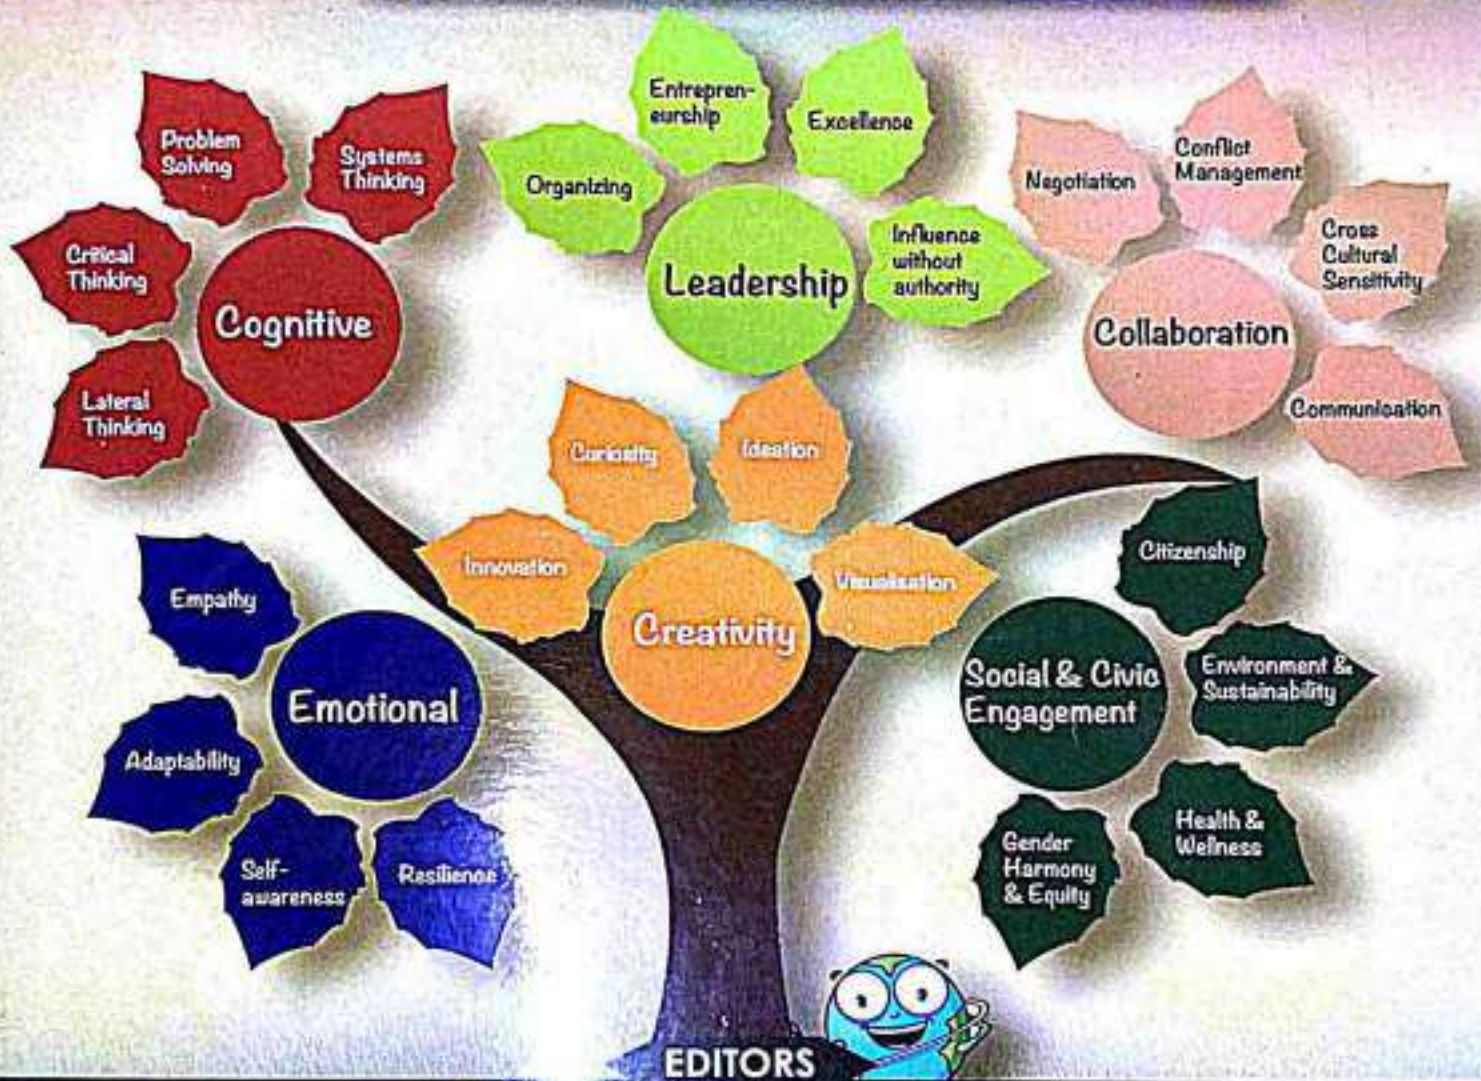 Problem
Solving
Systems
Thinking
Critical
Thinking
Lateral
Thinking
Cognitive
Organizing
Entrepren-
eurship
Excellence
Influence
without
authority
Leadership
Negotiation
Conflict
Management
Cross
Cultural
Sensitivity
Communication
Collaboration
Innovation
Curiosity
Ideation
Visualisation
Creativity
Empathy
Adaptability
Self-
awareness
Resilience
Emotional
Citizenship
Environment &
Sustainability
Health &
Wellness
Gender
Harmony
& Equity
Social & Civic
Engagement
EDITORS